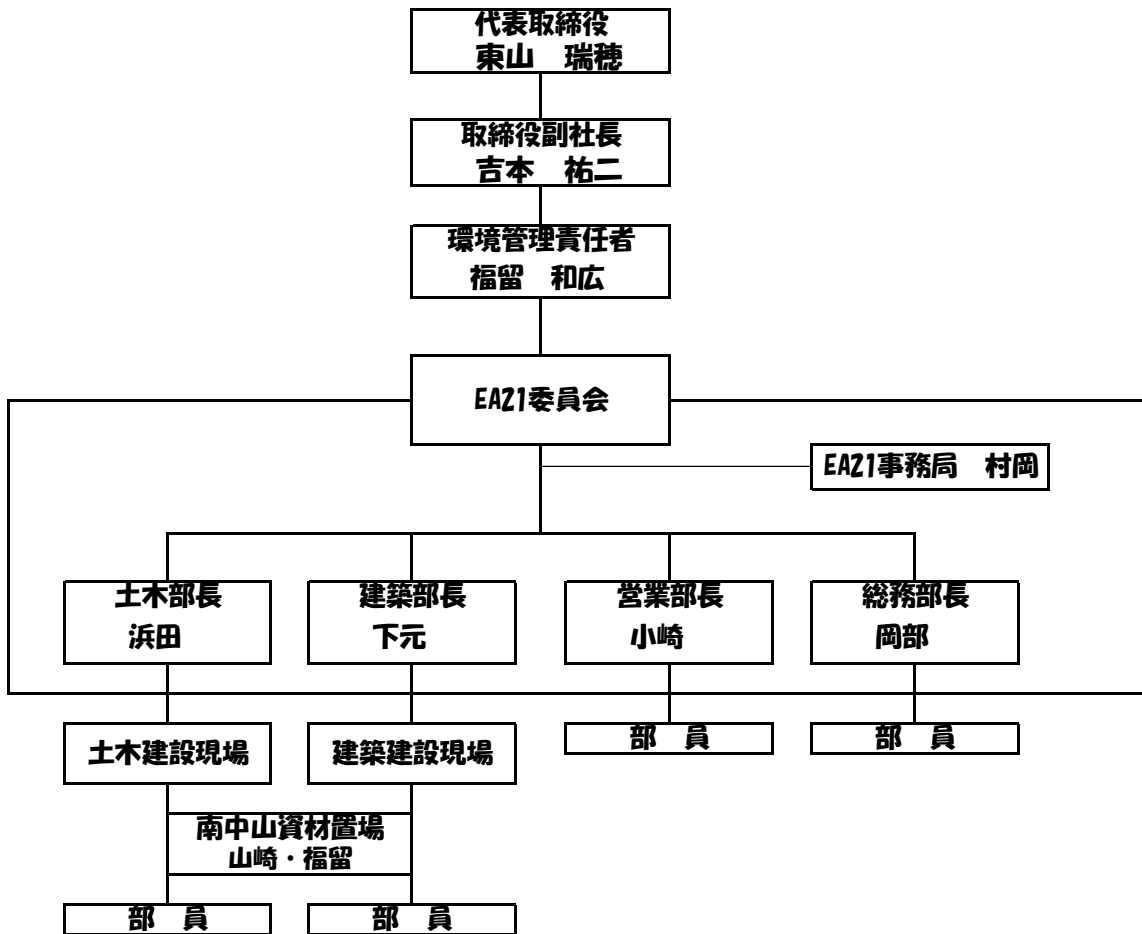 代表取締役
東山　瑞穂
取締役副社長
吉本　祐二
環境管理責任者
福留　和広
EA21委員会
EA21事務局　村岡
土木部長
浜田
建築部長
下元
営業部長
小崎
総務部長
岡部
土木建設現場
建築建設現場
部　員
部　員
南中山資材置場
山崎・福留
部　員
部　員